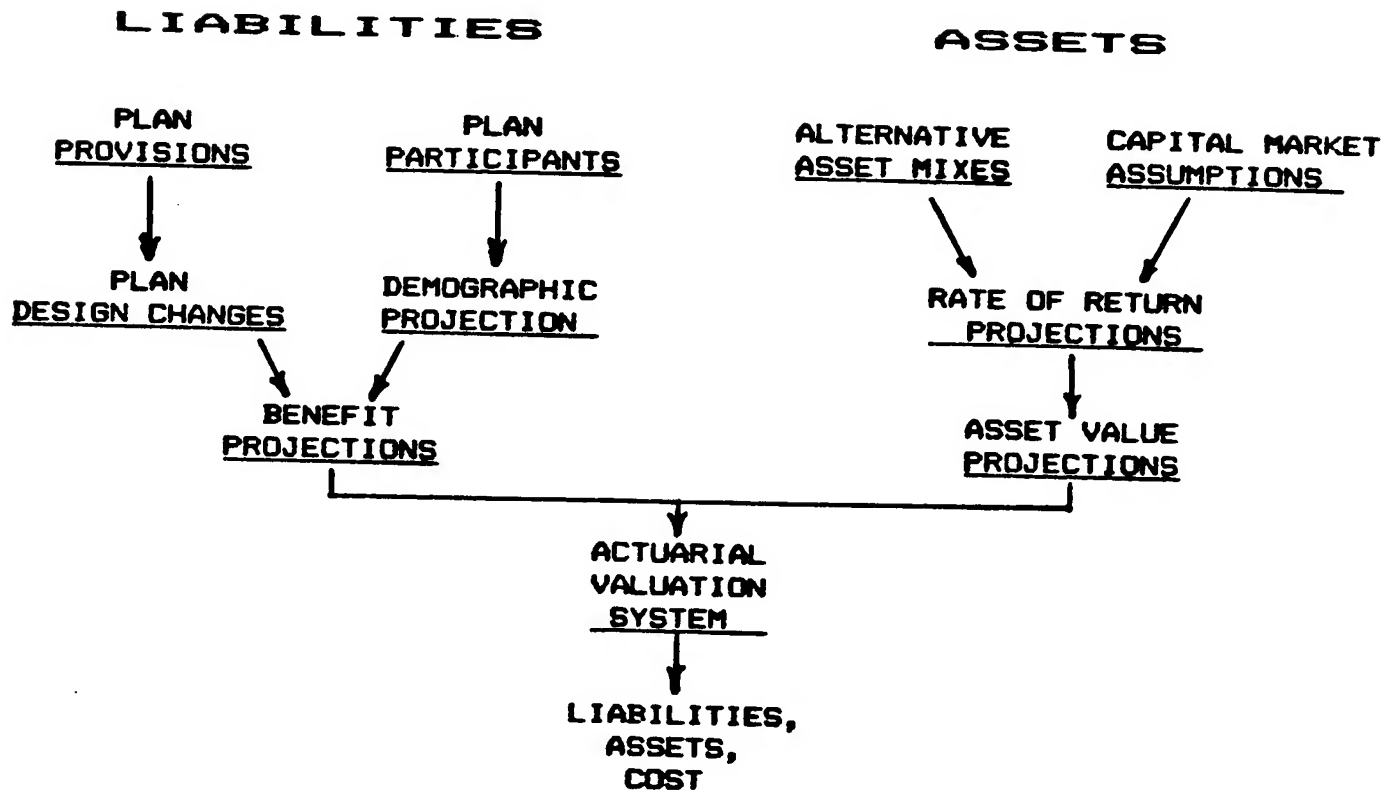 LIABILITIES
ASSETS
PLAN
PROVISIONS
PLAN
PARTICIPANTS
ALTERNATIVE
ASSET MIXES
CAPITAL MARKET
ASSUMPTIONS
PLAN
DESIGN CHANGES
DEMOGRAPHIC
PROJECTION
RATE OF RETURN
PROJECTIONS
BENEFIT
PROJECTIONS
ASSET VALUE
PROJECTIONS
ACTUARIAL
VALUATION
SYSTEM
LIABILITIES,
ASSETS,
COST